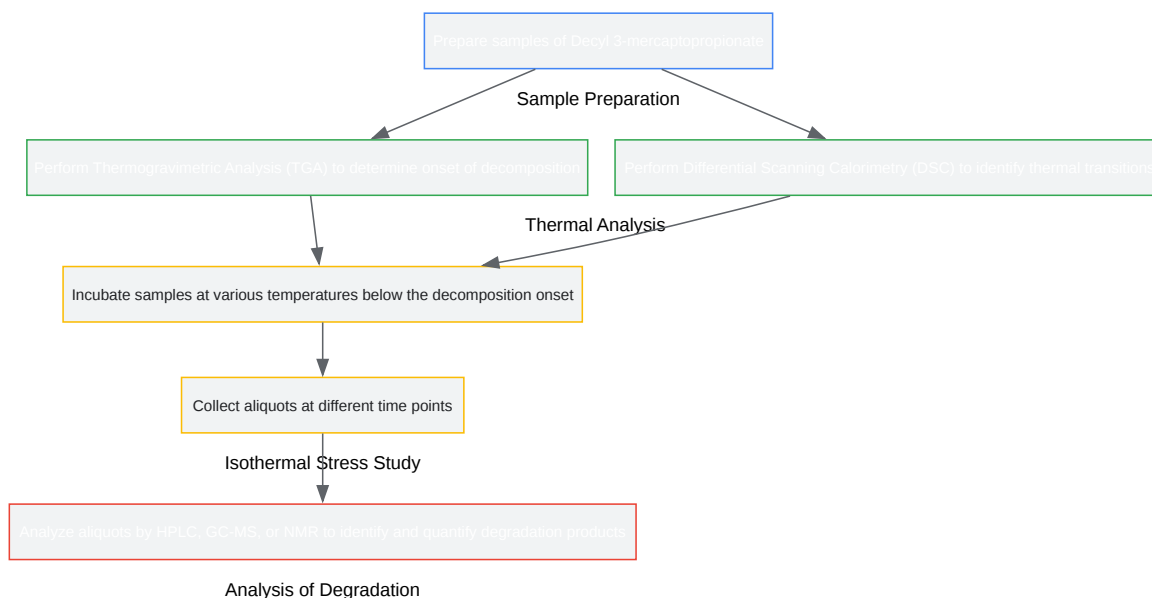 Prepare samples of Decyl 3-mercaptopropionate
Sample Preparation
Perform Thermogravimetric Analysis (TGA) to determine onset of decomposition
Perform Differential Scanning Calorimetry (DSC) to identify thermal transitions
Thermal Analysis
Incubate samples at various temperatures below the decomposition onset
Collect aliquots at different time points
Isothermal Stress Study
Analyze aliquots by HPLC, GC-MS, or NMR to identify and quantify degradation products
Analysis of Degradation